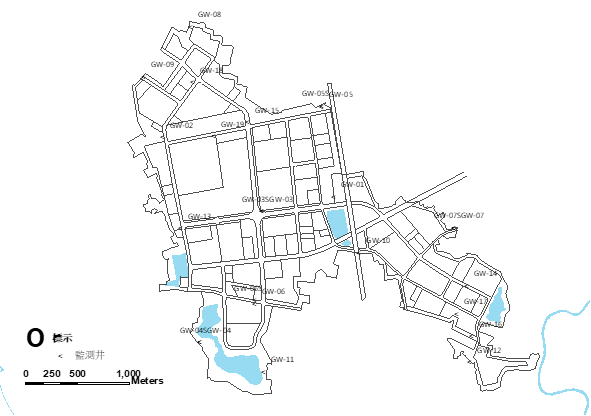 GW-08
GW-09
GW-05S GW-05
GW-15
GW-02
GW-19
GW-01
GW-03S GW-03
GW-13
GW-07S GW-07
GW-10
GW-14
GW-06
GW-17
GW-04S GW-04
GW-16
GW-12
GW-11
標示
< 監測井
0 250 500 1,000
Meters